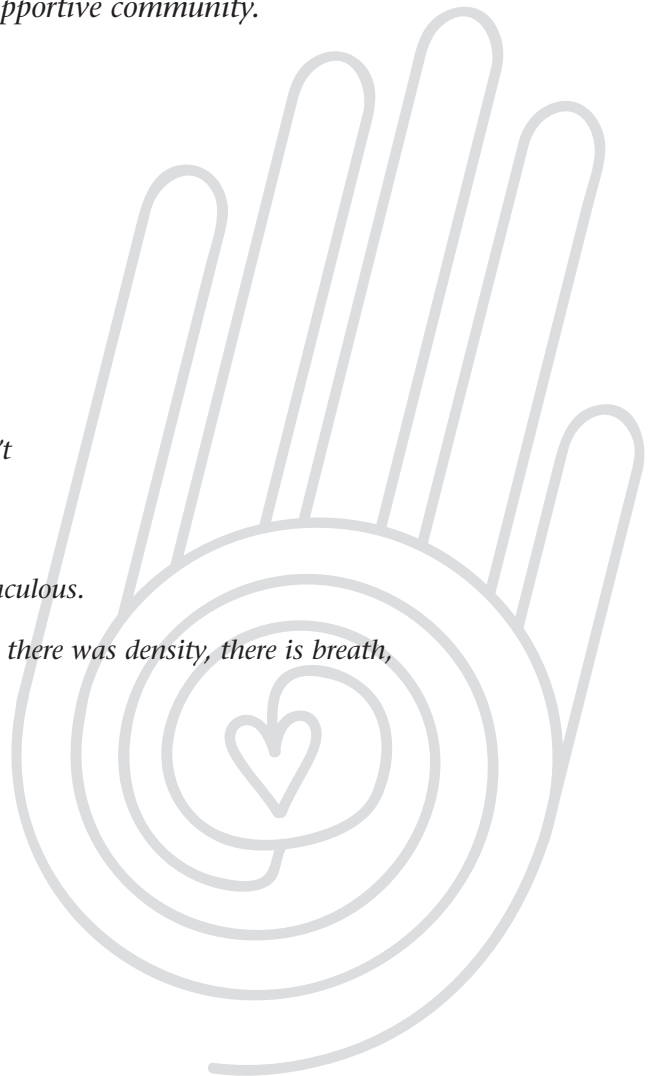 pportive community.
't
aculous.
there was density, there is breath,